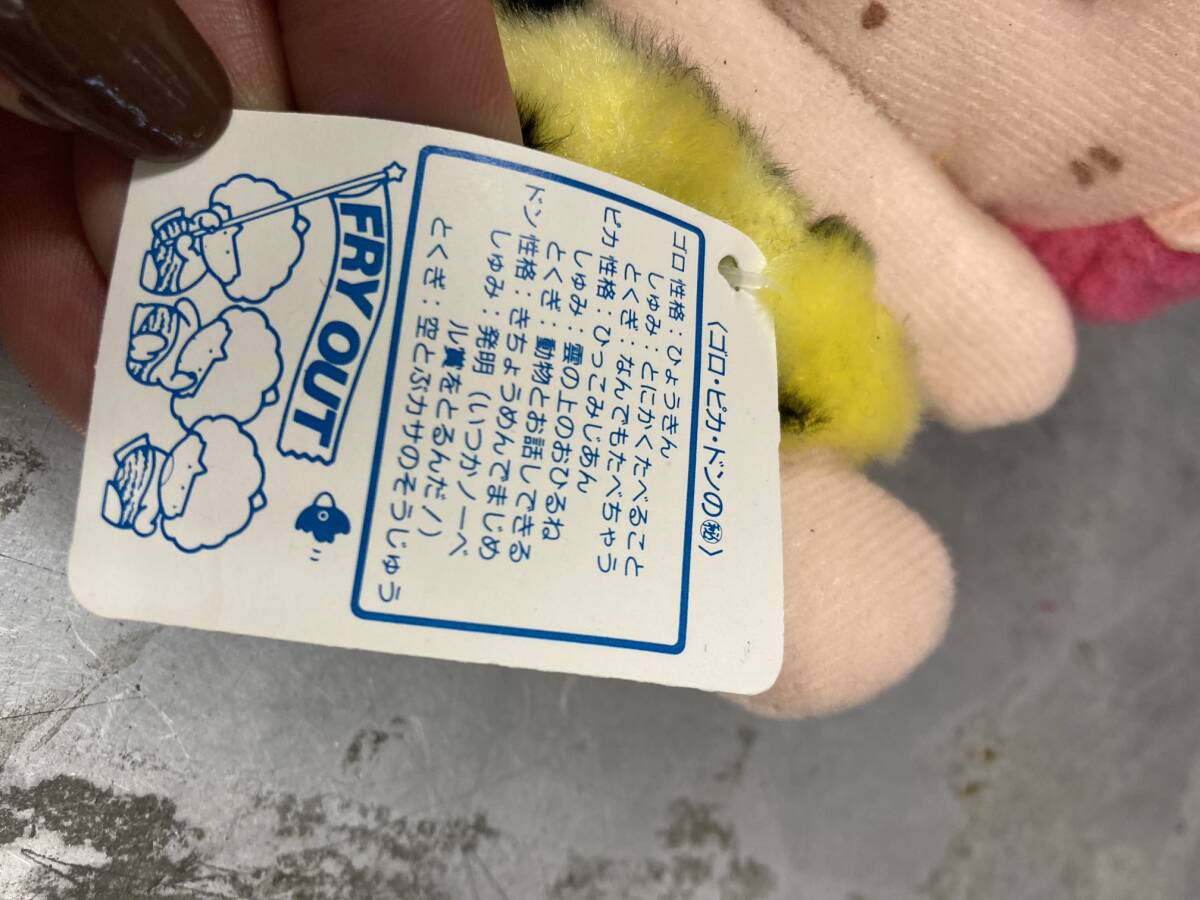 〈ゴロ・ピカ・ドンの㊙〉
ゴロ 性格：ひょうきん
しゅみ：とにかくたべること
とくぎ：なんでもたべちゃう
ピカ 性格：ひっこみじあん
しゅみ：雲の上のおひるね
とくぎ：動物とお話しできる
ドン 性格：きちょうめんでまじめ
しゅみ：発明（いつかノーベ
ル賞をとるんだ！）
とくぎ：空とぶカサのそうじゅう
FRY OUT